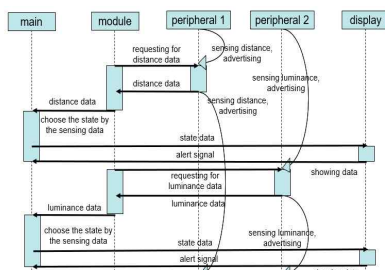 main
module
peripheral 1
peripheral 2
display
requesting for
distance data
sensing distance,
advertising
distance data
sensing luminance,
advertising
distance data
sensing distance,
advertising
choose the state by
the sensing data
state data
alert signal
showing data
requesting for
luminance data
luminance data
luminance data
choose the state by
the sensing data
sensing luminance,
advertising
state data
alert signal